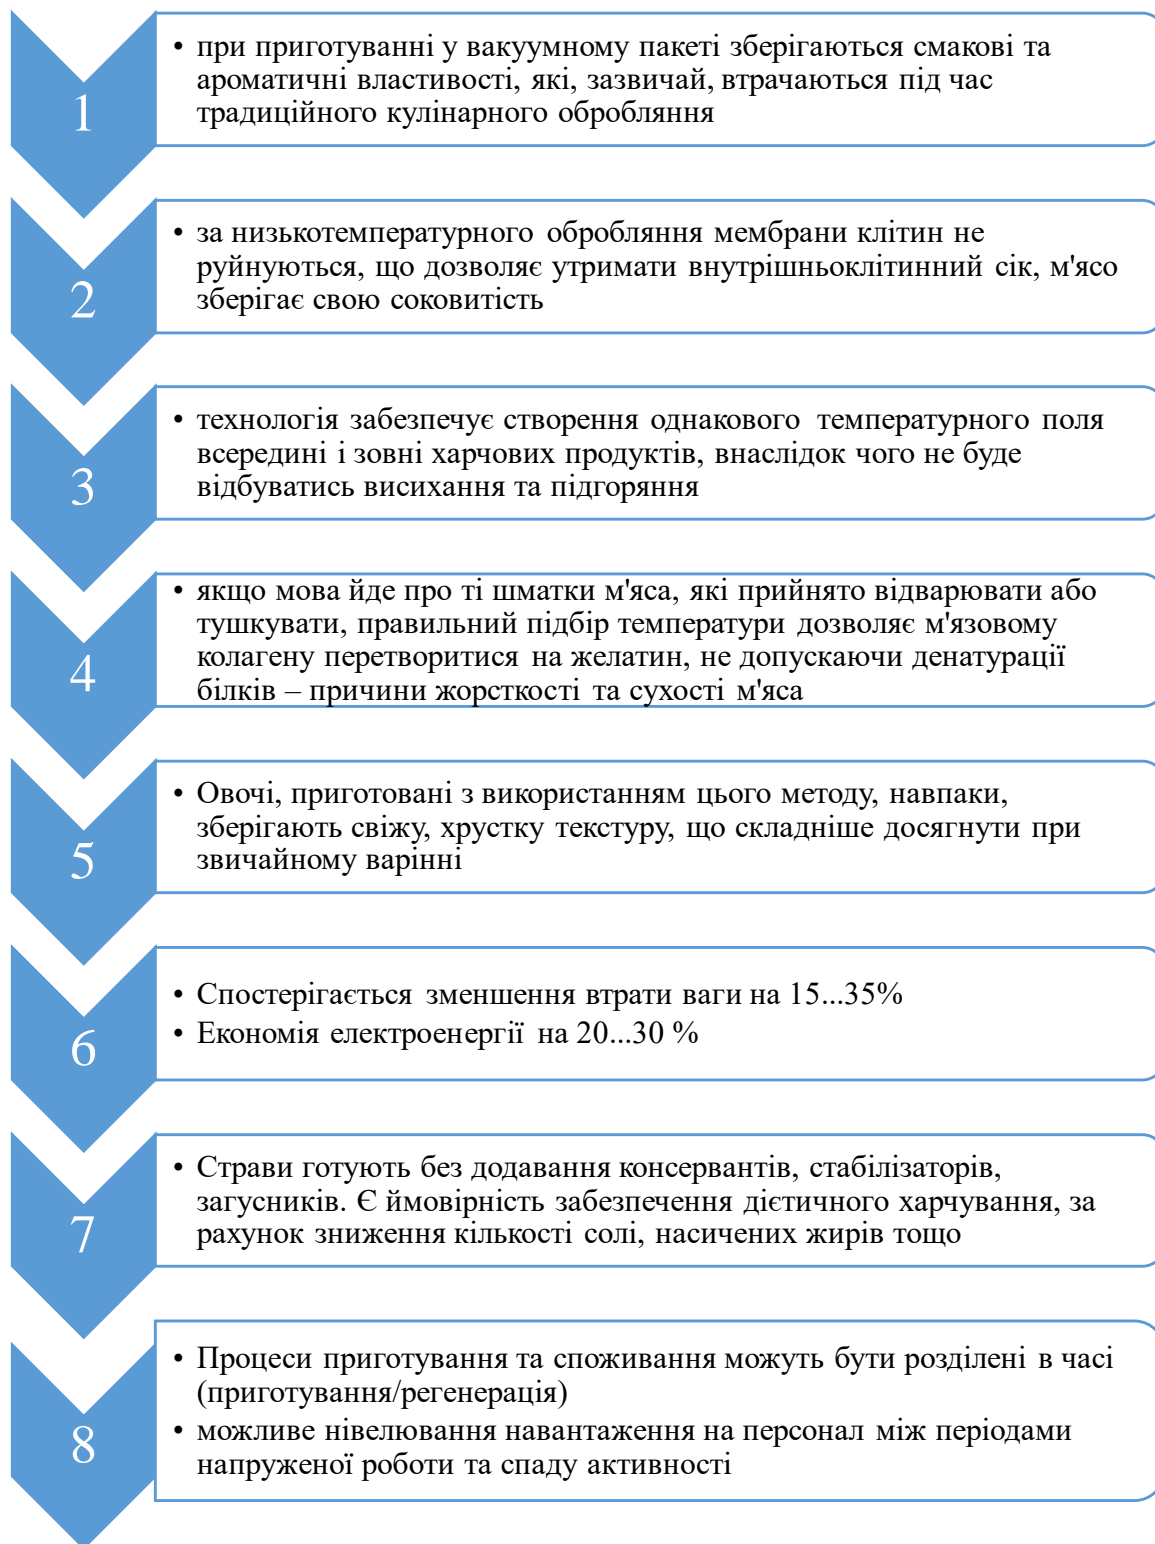 1
• при приготуванні у вакуумному пакеті зберігаються смакові та
ароматичні властивості, які, зазвичай, втрачаються під час
традиційного кулінарного обробляння
2
• за низькотемпературного обробляння мембрани клітин не
руйнуються, що дозволяє утримати внутрішньоклітинний сік, м'ясо
зберігає свою соковитість
3
• технологія забезпечує створення однакового температурного поля
всередині і зовні харчових продуктів, внаслідок чого не буде
відбуватись висихання та підгоряння
4
• якщо мова йде про ті шматки м'яса, які прийнято відварювати або
тушкувати, правильний підбір температури дозволяє м'язовому
колагену перетворитися на желатин, не допускаючи денатурації
білків – причини жорсткості та сухості м'яса
5
• Овочі, приготовані з використанням цього методу, навпаки,
зберігають свіжу, хрустку текстуру, що складніше досягнути при
звичайному варінні
6
• Спостерігається зменшення втрати ваги на 15...35%
• Економія електроенергії на 20...30 %
7
• Страви готують без додавання консервантів, стабілізаторів,
загусників. Є ймовірність забезпечення дієтичного харчування, за
рахунок зниження кількості солі, насичених жирів тощо
8
• Процеси приготування та споживання можуть бути розділені в часі
(приготування/регенерація)
• можливе нівелювання навантаження на персонал між періодами
напруженої роботи та спаду активності